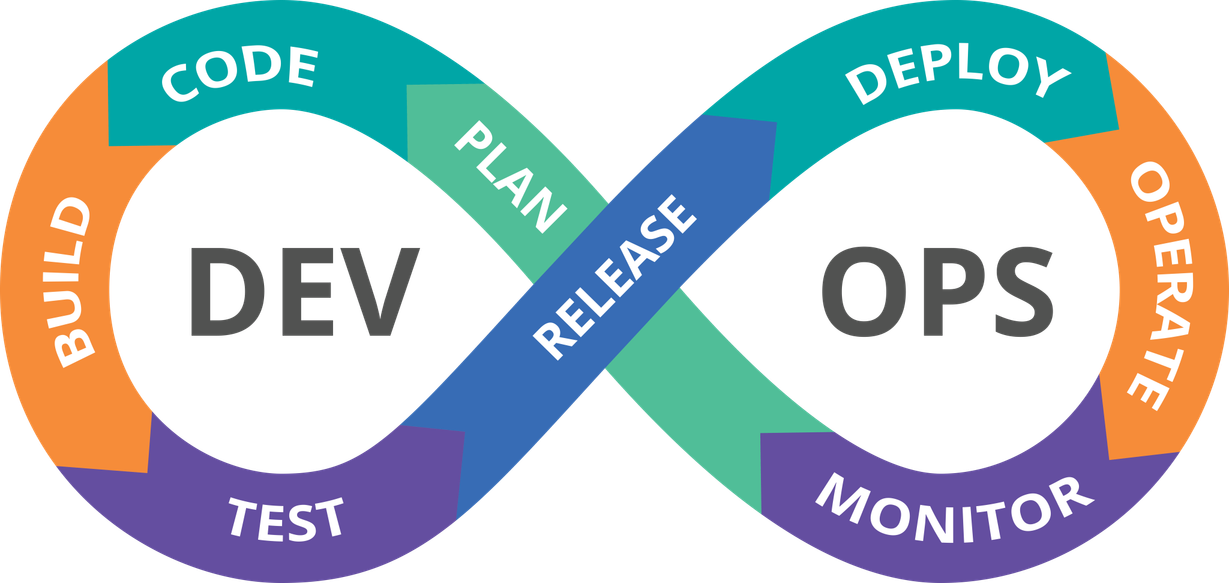 CODE
DEPLOY
PLAN
RELEASE
BUILD
DEV
OPS
OPERATE
TEST
MONITOR